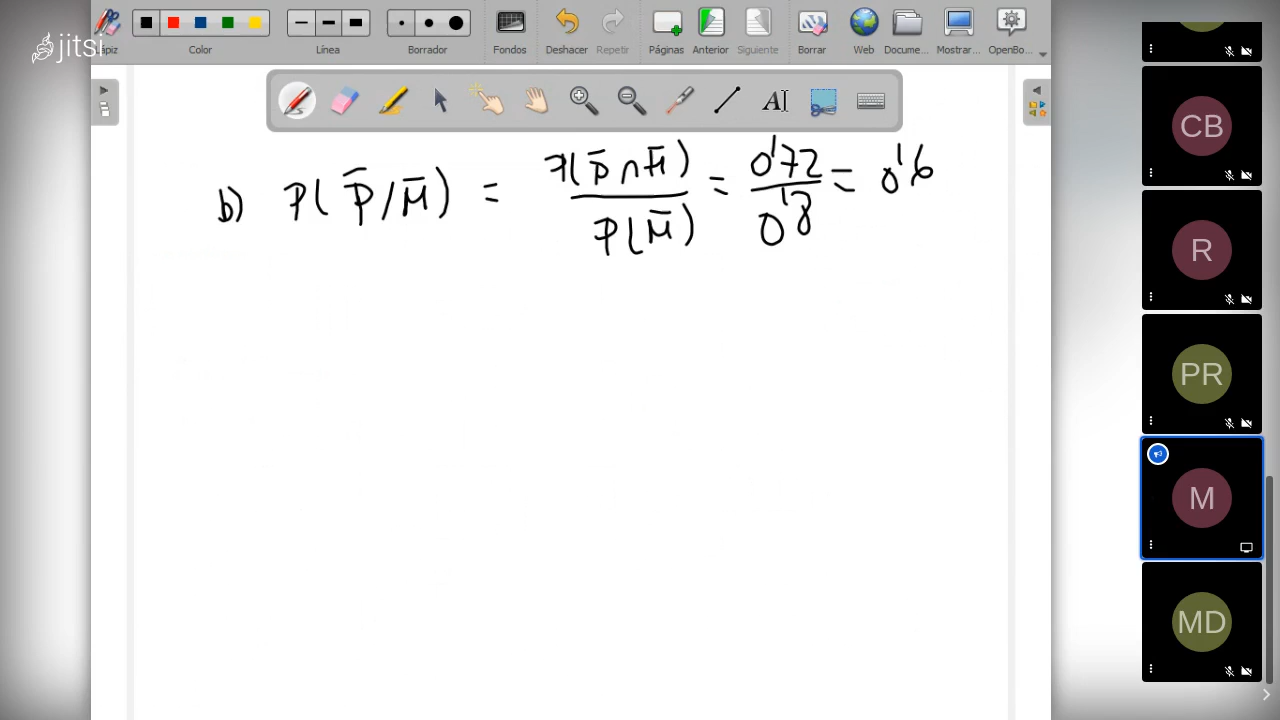 jitsi
Lápiz Color Línea Borrador Fondos Deshacer Repetir Páginas Anterior Siguiente Borrar Web Docume... Mostrar... OpenBo...
AI
b) P( P̅ / M̅ ) = P( P̅ ∩ M̅ ) / P( M̅ ) = 0'72 / 0'8 = 0'6
CB
R
PR
M
MD